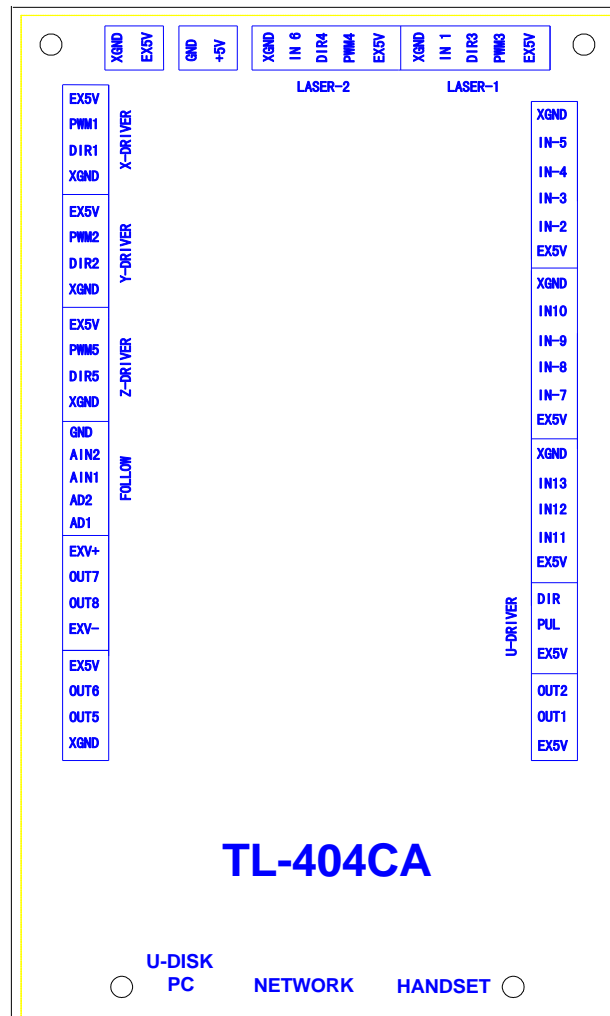 XGND
EX5V
GND
+5V
XGND
IN 6
DIR4
PWM4
EX5V
XGND
IN 1
DIR3
PWM3
EX5V
LASER-2
LASER-1
EX5V
PWM1
DIR1
XGND
X-DRIVER
EX5V
PWM2
DIR2
XGND
Y-DRIVER
EX5V
PWM5
DIR5
XGND
Z-DRIVER
GND
AIN2
AIN1
AD2
AD1
FOLLOW
EXV+
OUT7
OUT8
EXV-
EX5V
OUT6
OUT5
XGND
XGND
IN-5
IN-4
IN-3
IN-2
EX5V
XGND
IN10
IN-9
IN-8
IN-7
EX5V
XGND
IN13
IN12
IN11
EX5V
DIR
PUL
EX5V
U-DRIVER
OUT2
OUT1
EX5V
TL-404CA
U-DISK
PC
NETWORK
HANDSET